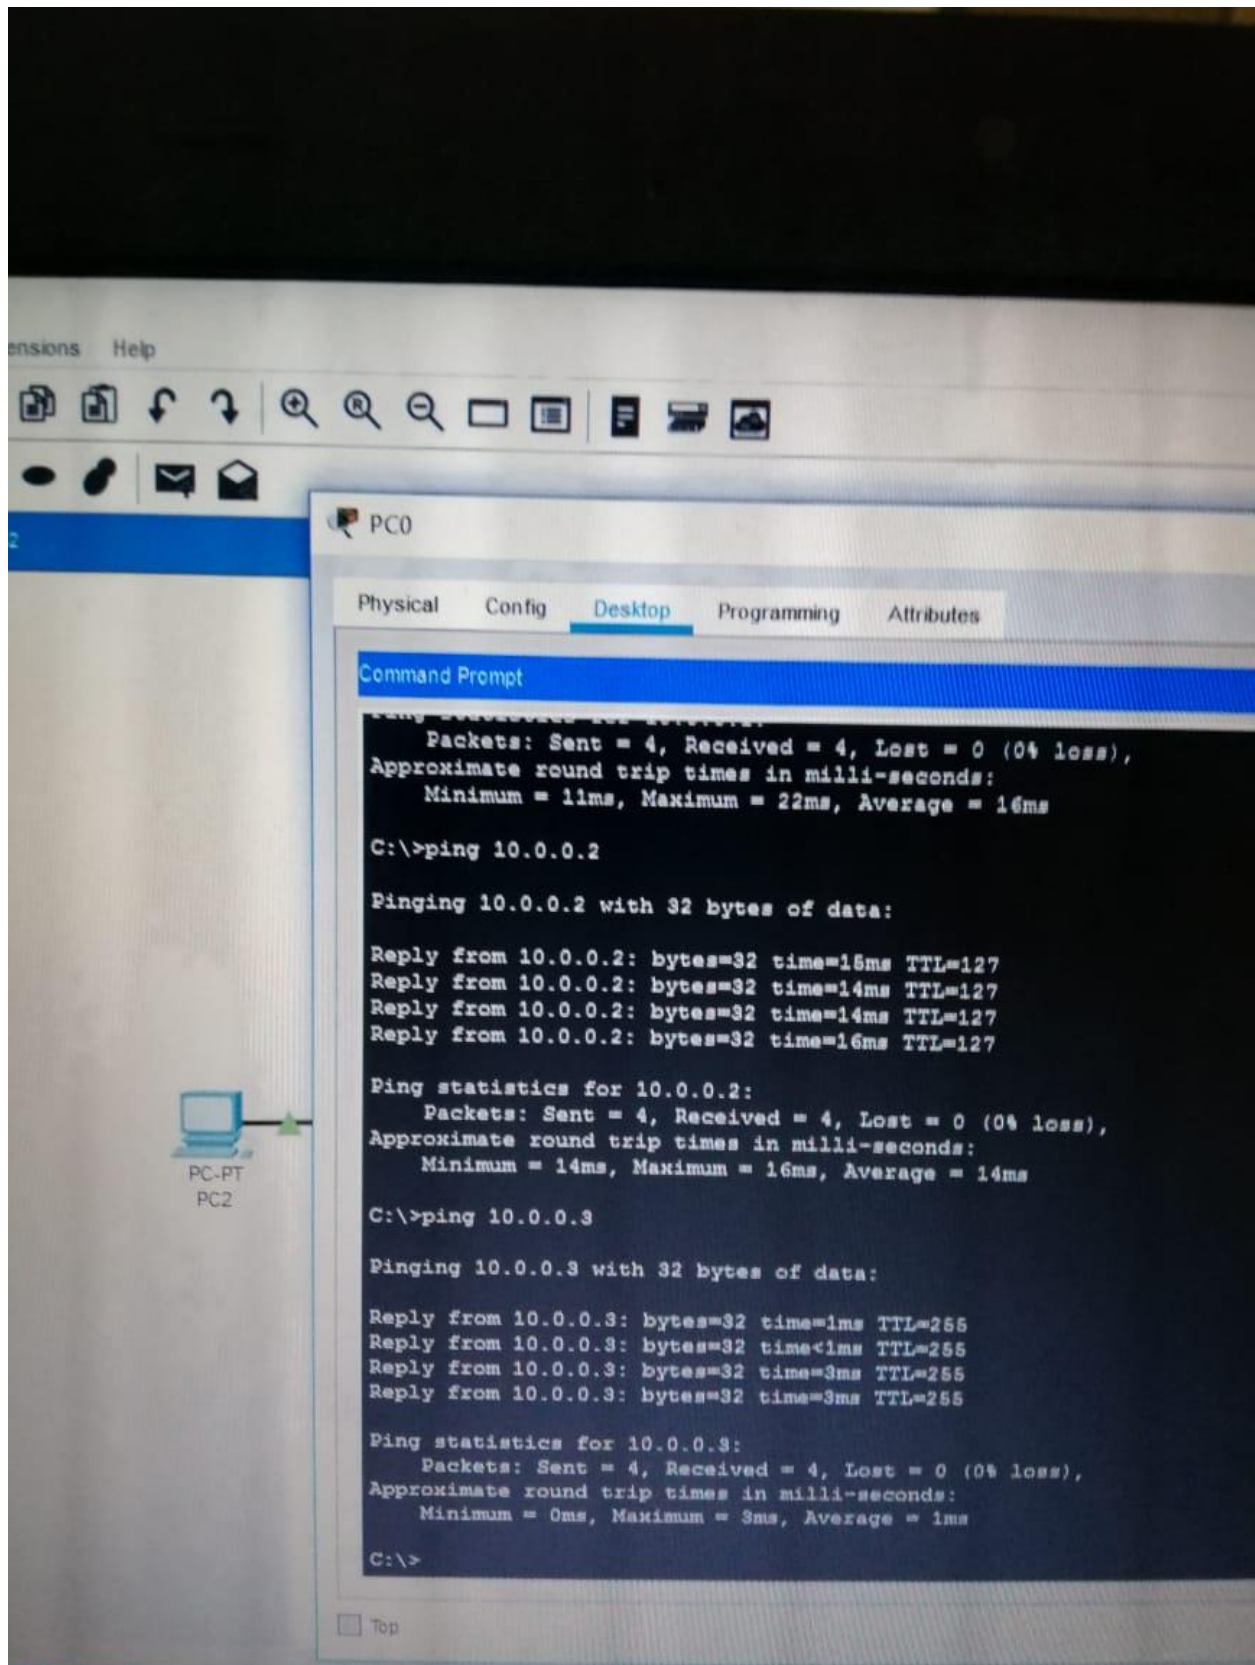 Help
2
PC0
Physical Config Desktop Programming Attributes
Command Prompt
Packets: Sent = 4, Received = 4, Lost = 0 (0% loss),
Approximate round trip times in milli-seconds:
Minimum = 11ms, Maximum = 22ms, Average = 16ms
C:\>ping 10.0.0.2
Pinging 10.0.0.2 with 32 bytes of data:
Reply from 10.0.0.2: bytes=32 time=15ms TTL=127
Reply from 10.0.0.2: bytes=32 time=14ms TTL=127
Reply from 10.0.0.2: bytes=32 time=14ms TTL=127
Reply from 10.0.0.2: bytes=32 time=16ms TTL=127
Ping statistics for 10.0.0.2:
Packets: Sent = 4, Received = 4, Lost = 0 (0% loss),
Approximate round trip times in milli-seconds:
Minimum = 14ms, Maximum = 16ms, Average = 14ms
PC-PT
PC2
C:\>ping 10.0.0.3
Pinging 10.0.0.3 with 32 bytes of data:
Reply from 10.0.0.3: bytes=32 time=1ms TTL=255
Reply from 10.0.0.3: bytes=32 time<1ms TTL=255
Reply from 10.0.0.3: bytes=32 time=3ms TTL=255
Reply from 10.0.0.3: bytes=32 time=3ms TTL=255
Ping statistics for 10.0.0.3:
Packets: Sent = 4, Received = 4, Lost = 0 (0% loss),
Approximate round trip times in milli-seconds:
Minimum = 0ms, Maximum = 3ms, Average = 1ms
C:\>
Top